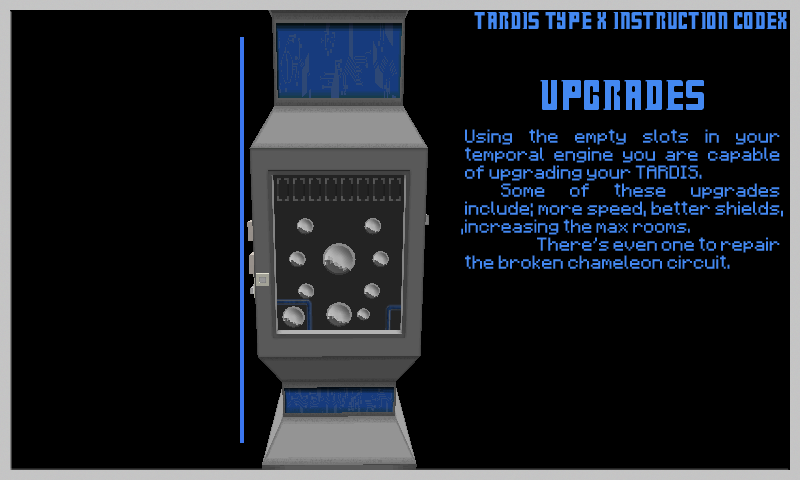 TARDIS TYPE X INSTRUCTION CODEX
UPGRADES
Using the empty slots in your
temporal engine you are capable
of upgrading your TARDIS.
Some of these upgrades
include; more speed, better shields,
,increasing the max rooms.
There's even one to repair
the broken chameleon circuit.